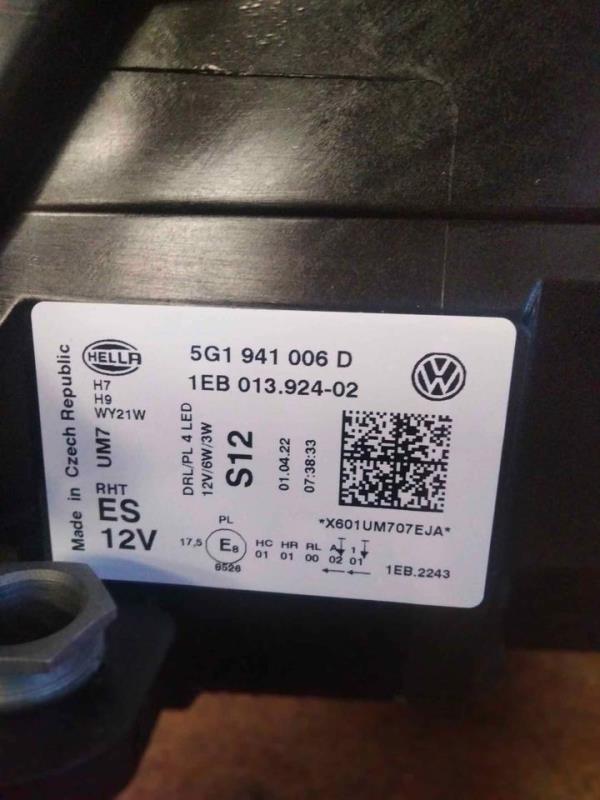 Made in Czech Republic
HELLA
5G1 941 006 D
1EB 013.924-02
H7
H9
WY21W
UM7
DRL/PL 4 LED
12V/6W/3W
S12
01.04.22
07:38:33
RHT
ES
12V
*X601UM707EJA*
PL
17,5
E8
6526
HC HR RL A 1
01 01 00 02 01
1EB.2243